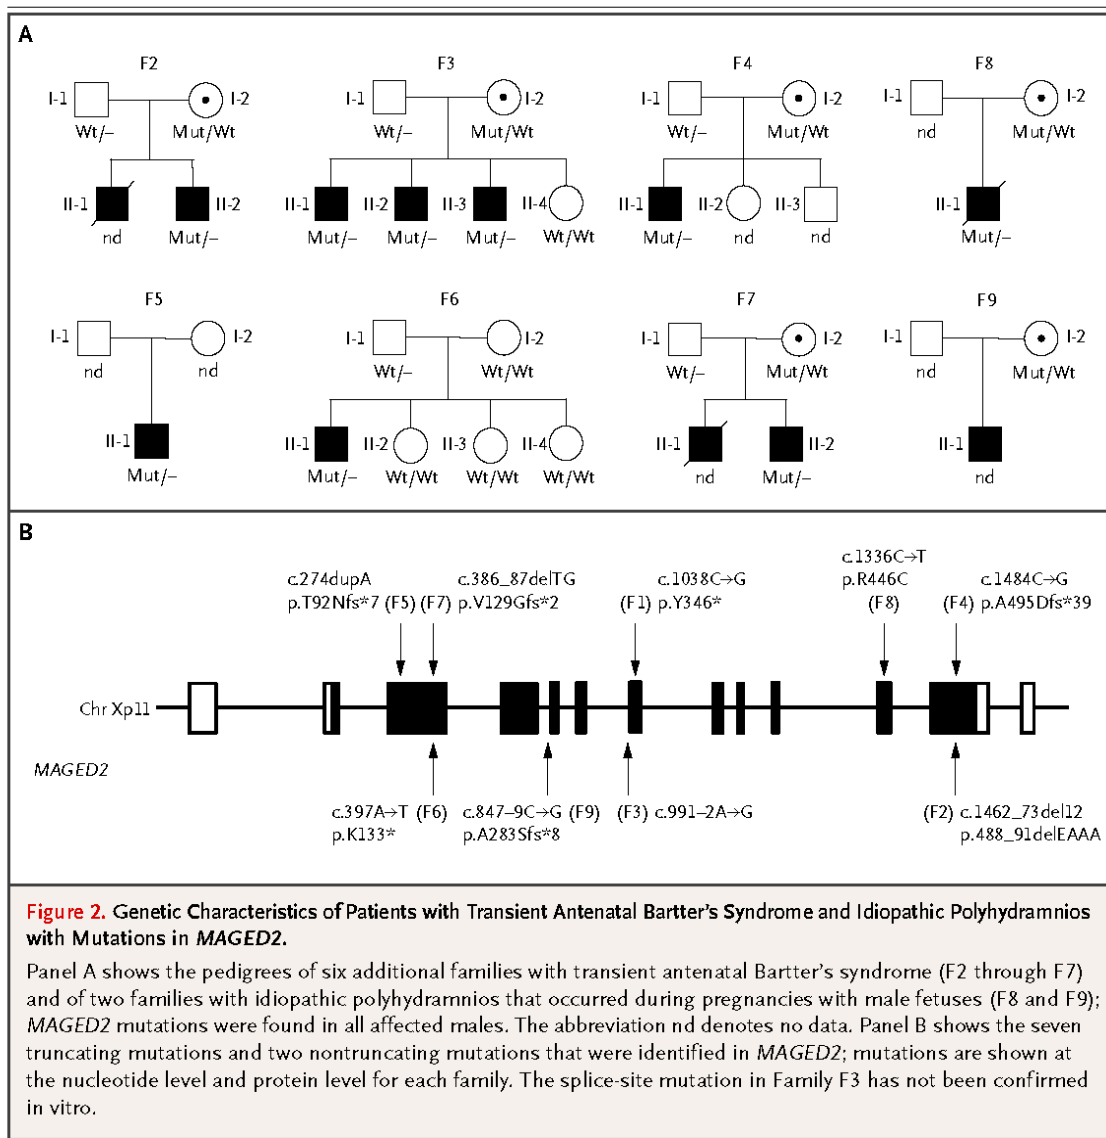 A
F2
F3
F4
F8
I-1
I-2
I-1
I-2
I-1
I-2
I-1
I-2
Wt/–
Mut/Wt
Wt/–
Mut/Wt
Wt/–
Mut/Wt
nd
Mut/Wt
II-1
II-2
II-1
II-2
II-3
II-4
II-1
II-2
II-3
II-1
nd
Mut/–
Mut/–
Mut/–
Mut/–
Wt/Wt
Mut/–
nd
nd
Mut/–
F5
F6
F7
F9
I-1
I-2
I-1
I-2
I-1
I-2
I-1
I-2
nd
nd
Wt/–
Wt/Wt
Wt/–
Mut/Wt
nd
Mut/Wt
II-1
II-1
II-2
II-3
II-4
II-1
II-2
II-1
Mut/–
Mut/–
Wt/Wt
Wt/Wt
Wt/Wt
nd
Mut/–
nd
B
c.274dupA
p.T92Nfs*7 (F5)
c.386_87delTG
(F7) p.V129Gfs*2
c.1038C→G
(F1) p.Y346*
c.1336C→T
p.R446C
(F8)
c.1484C→G
(F4) p.A495Dfs*39
Chr Xp11
MAGED2
c.397A→T (F6)
p.K133*
c.847–9C→G (F9)
p.A283Sfs*8
(F3) c.991–2A→G
(F2) c.1462_73del12
p.488_91delEAAA
Figure 2. Genetic Characteristics of Patients with Transient Antenatal Bartter's Syndrome and Idiopathic Polyhydramnios
with Mutations in MAGED2.
Panel A shows the pedigrees of six additional families with transient antenatal Bartter's syndrome (F2 through F7)
and of two families with idiopathic polyhydramnios that occurred during pregnancies with male fetuses (F8 and F9);
MAGED2 mutations were found in all affected males. The abbreviation nd denotes no data. Panel B shows the seven
truncating mutations and two nontruncating mutations that were identified in MAGED2; mutations are shown at
the nucleotide level and protein level for each family. The splice-site mutation in Family F3 has not been confirmed
in vitro.